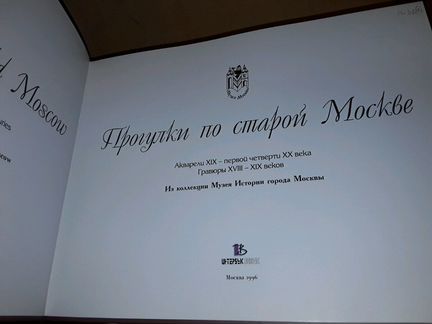 d Moscow
Прогулки по старой Москве
Акварели XIX – первой четверти XX века
Гравюры XVIII – XIX веков
Из коллекции Музея Истории города Москвы
ИНТЕРБУК
Москва 1996